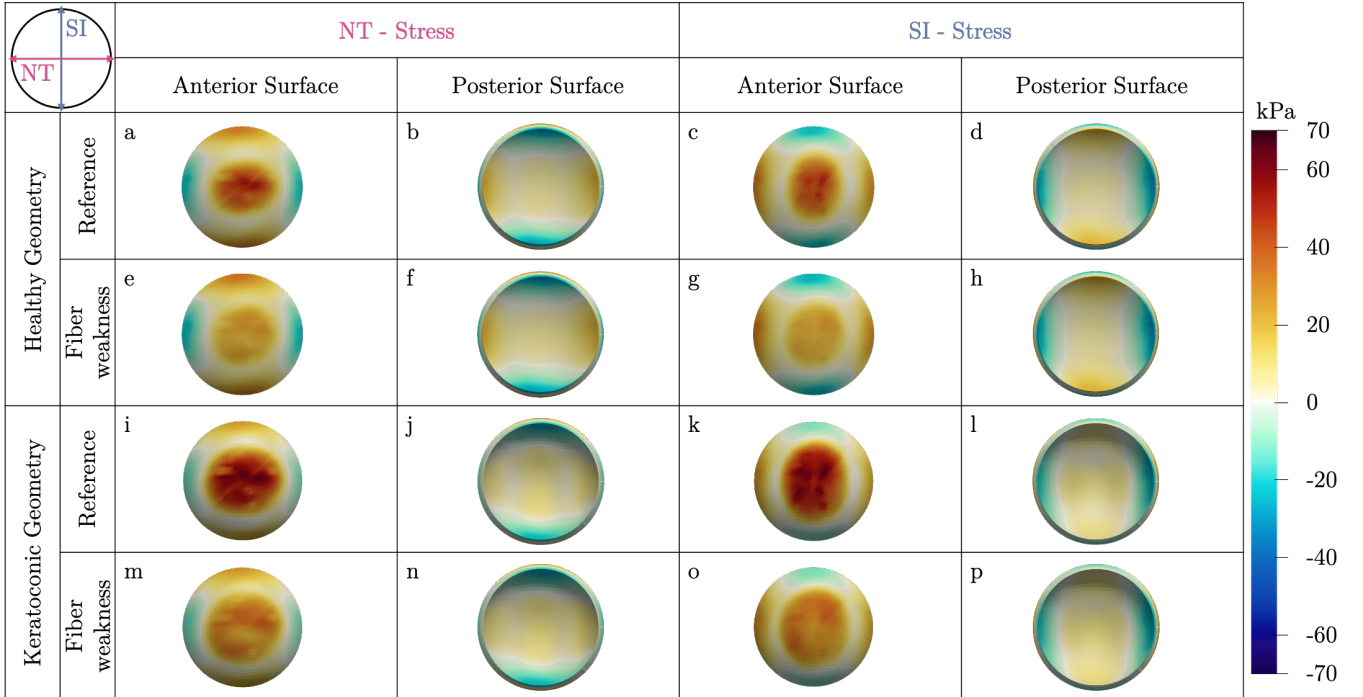 SI
NT
NT - Stress
SI - Stress
Anterior Surface
Posterior Surface
Anterior Surface
Posterior Surface
kPa
Healthy Geometry
Reference
a
b
c
d
Fiber
weakness
e
f
g
h
Keratoconic Geometry
Reference
i
j
k
l
Fiber
weakness
m
n
o
p
70
60
40
20
0
-20
-40
-60
-70